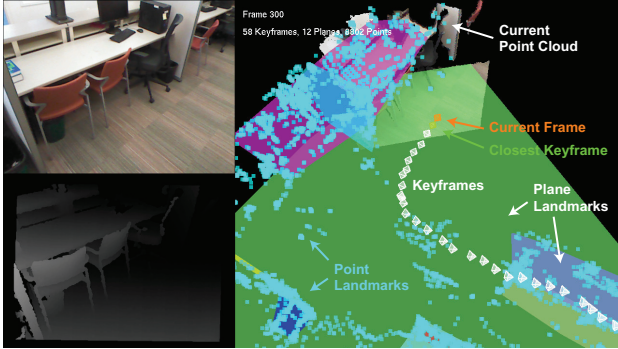 Frame 300
58 Keyframes, 12 Planes, 8302 Points
Current
Point Cloud
Current Frame
Closest Keyframe
Keyframes
Plane
Landmarks
Point
Landmarks